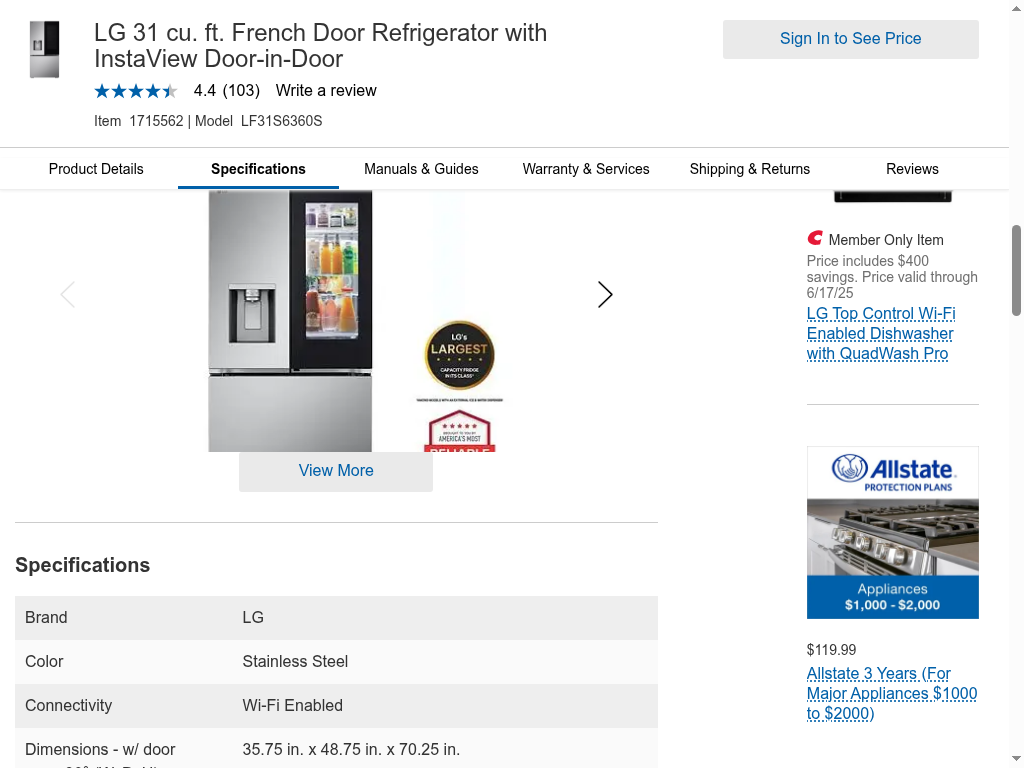 LG 31 cu. ft. French Door Refrigerator with
InstaView Door-in-Door
4.4 (103) Write a review
Item 1715562 | Model LF31S6360S
Sign In to See Price
Product Details
Specifications
Manuals & Guides
Warranty & Services
Shipping & Returns
Reviews
LG's
LARGEST
CAPACITY FRIDGE
IN ITS CLASS*
BROUGHT TO YOU BY
AMERICA'S MOST
RELIABLE
View More
Specifications
Brand LG
Color Stainless Steel
Connectivity Wi-Fi Enabled
Dimensions - w/ door 35.75 in. x 48.75 in. x 70.25 in.
Member Only Item
Price includes $400
savings. Price valid through
6/17/25
LG Top Control Wi-Fi
Enabled Dishwasher
with QuadWash Pro
Allstate.
PROTECTION PLANS
Appliances
$1,000 - $2,000
$119.99
Allstate 3 Years (For
Major Appliances $1000
to $2000)